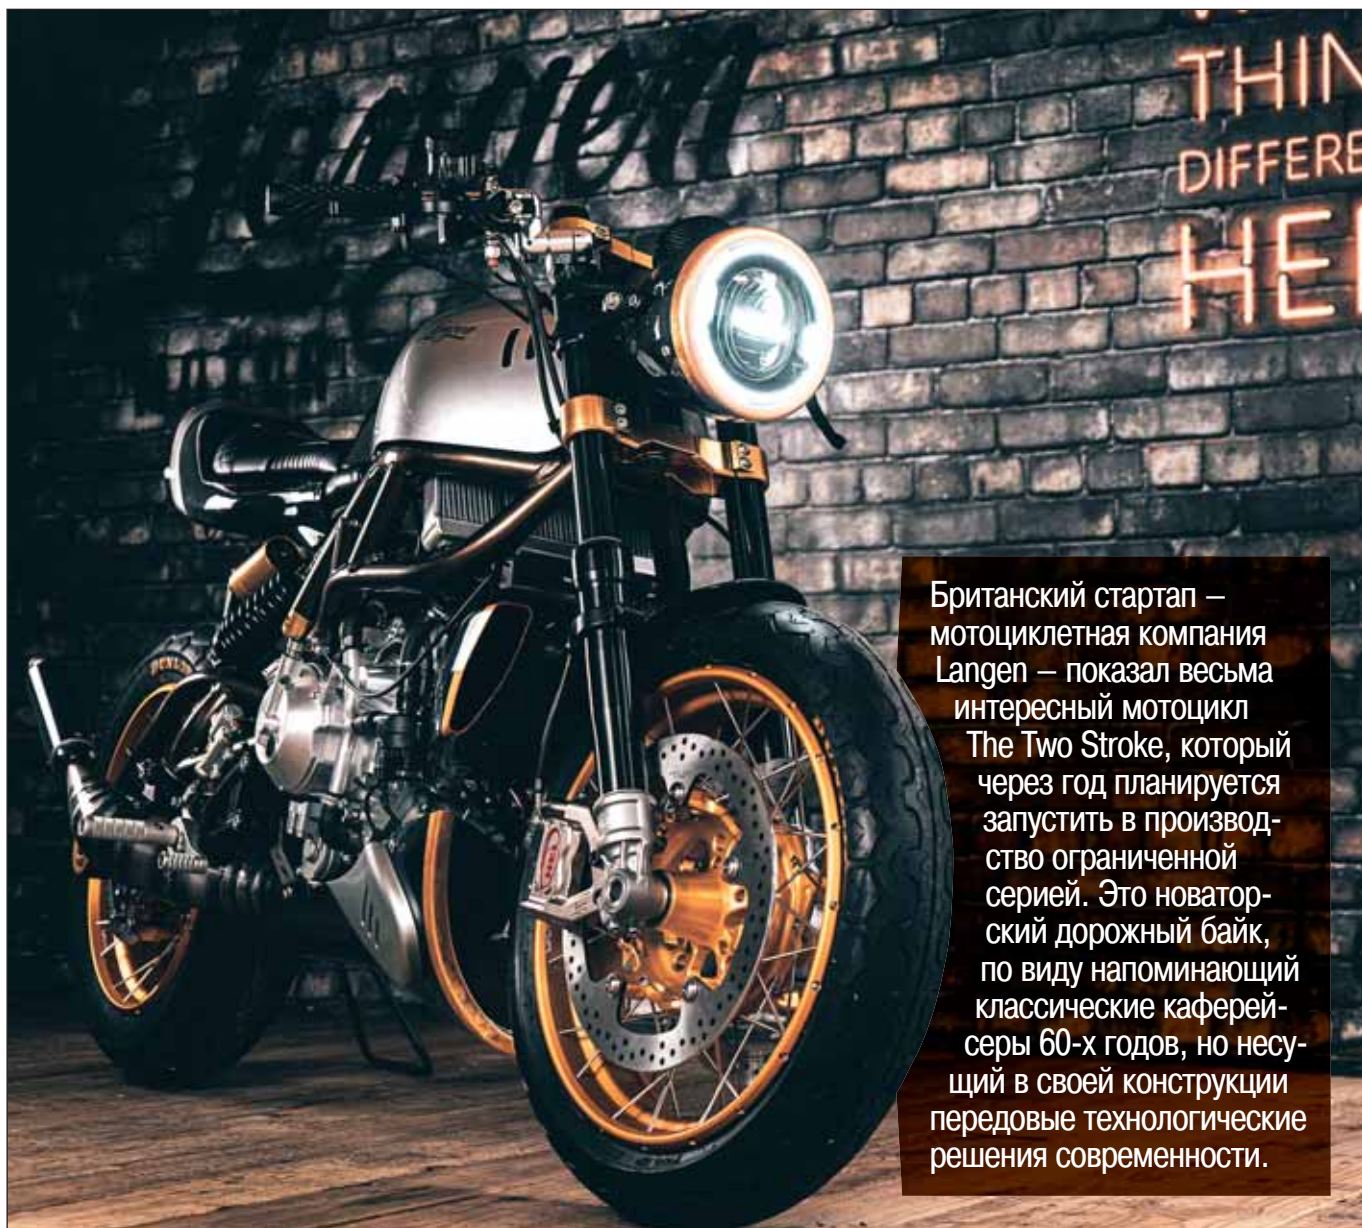 Langen
THIN
DIFFERE
HE
DUNLOP
Британский стартап –
мотоциклетная компания
Langen – показал весьма
интересный мотоцикл
The Two Stroke, который
через год планируется
запустить в производ-
ство ограниченной
серией. Это новатор-
ский дорожный байк,
по виду напоминающий
классические каферей-
серы 60-х годов, но несу-
щий в своей конструкции
передовые технологические
решения современности.